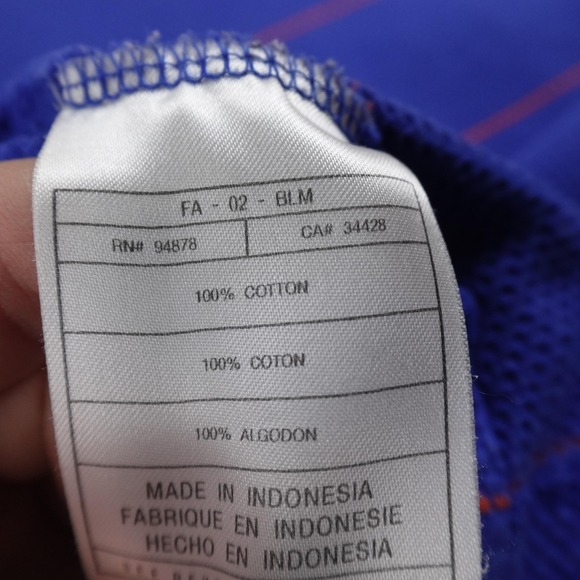 FA - 02 - BLM
RN# 94878
CA# 34428
100% COTTON
100% COTON
100% ALGODON
MADE IN INDONESIA
FABRIQUE EN INDONESIE
HECHO EN INDONESIA